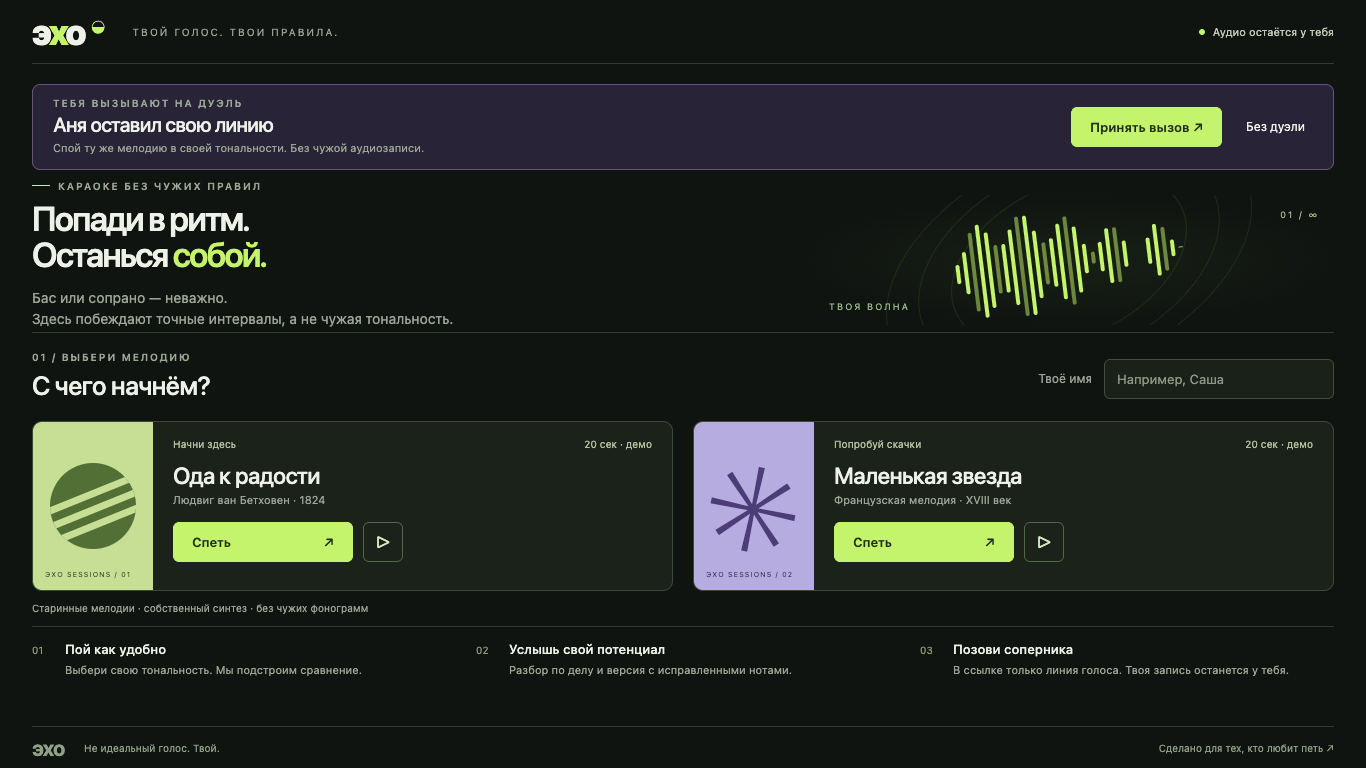 ЭХО
ТВОЙ ГОЛОС. ТВОИ ПРАВИЛА.
Аудио остаётся у тебя
ТЕБЯ ВЫЗЫВАЮТ НА ДУЭЛЬ
Аня оставил свою линию
Спой ту же мелодию в своей тональности. Без чужой аудиозаписи.
Принять вызов ↗
Без дуэли
КАРАОКЕ БЕЗ ЧУЖИХ ПРАВИЛ
Попади в ритм.
Останься собой.
Бас или сопрано — неважно.
Здесь побеждают точные интервалы, а не чужая тональность.
01 / ∞
ТВОЯ ВОЛНА
01 / ВЫБЕРИ МЕЛОДИЮ
С чего начнём?
Твоё имя
Например, Саша
Начни здесь
20 сек · демо
Ода к радости
Людвиг ван Бетховен · 1824
Спеть ↗
ЭХО SESSIONS / 01
Попробуй скачки
20 сек · демо
Маленькая звезда
Французская мелодия · XVIII век
Спеть ↗
ЭХО SESSIONS / 02
Старинные мелодии · собственный синтез · без чужих фонограмм
01 Пой как удобно
Выбери свою тональность. Мы подстроим сравнение.
02 Услышь свой потенциал
Разбор по делу и версия с исправленными нотами.
03 Позови соперника
В ссылке только линия голоса. Твоя запись останется у тебя.
ЭХО
Не идеальный голос. Твой.
Сделано для тех, кто любит петь ↗